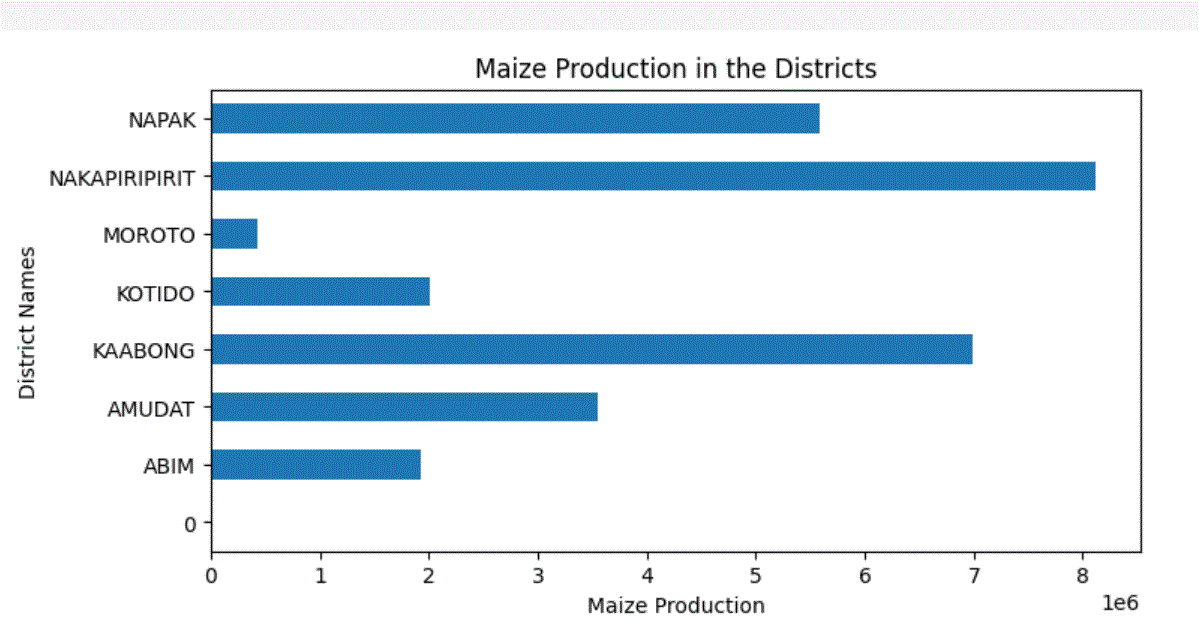 Maize Production in the Districts
NAPAK
NAKAPIRIPIRIT
MOROTO
KOTIDO
KAABONG
AMUDAT
ABIM
0
District Names
0 1 2 3 4 5 6 7 8
1e6
Maize Production